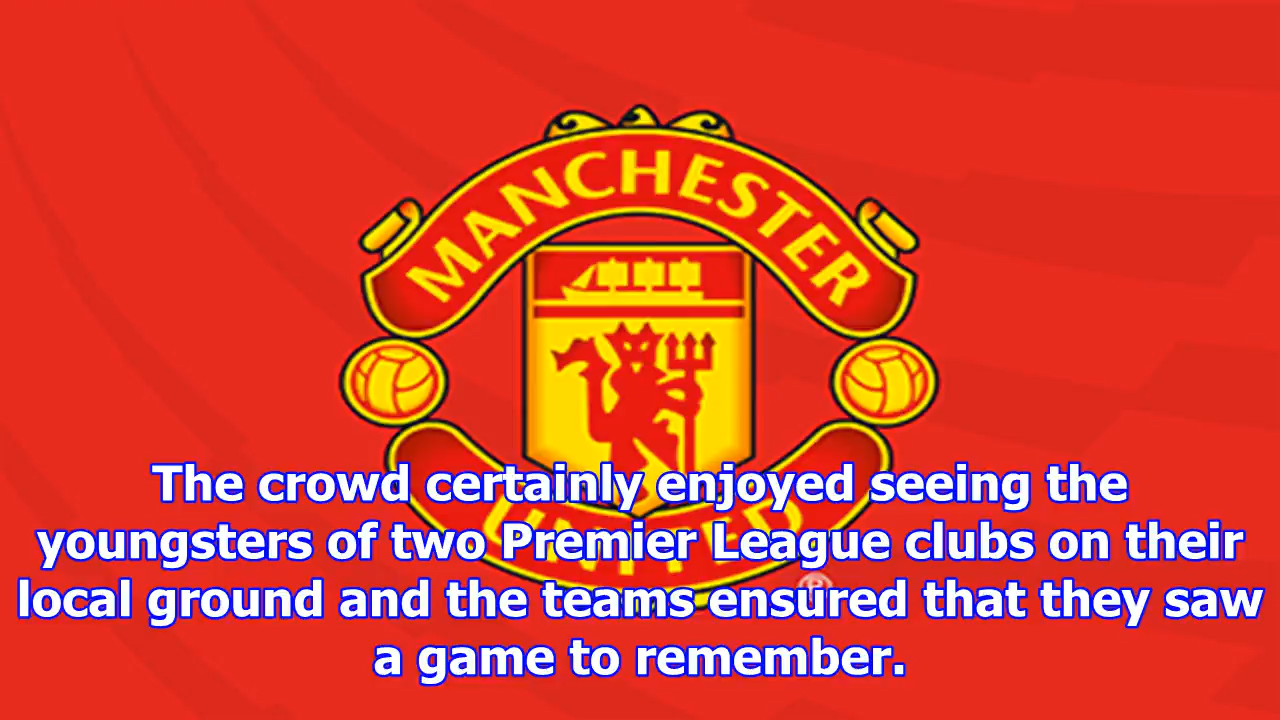 MANCHESTER
UNITED
®
The crowd certainly enjoyed seeing the
youngsters of two Premier League clubs on their
local ground and the teams ensured that they saw
a game to remember.